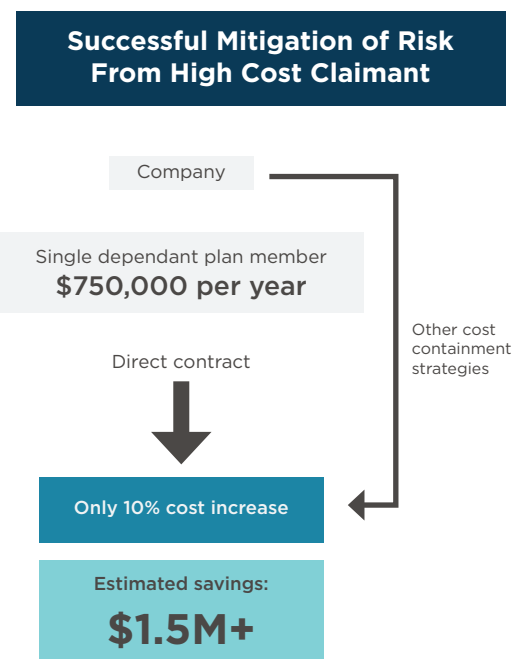 Successful Mitigation of Risk
From High Cost Claimant
Company
Single dependant plan member
$750,000 per year
Other cost
containment
strategies
Direct contract
Only 10% cost increase
Estimated savings:
$1.5M+